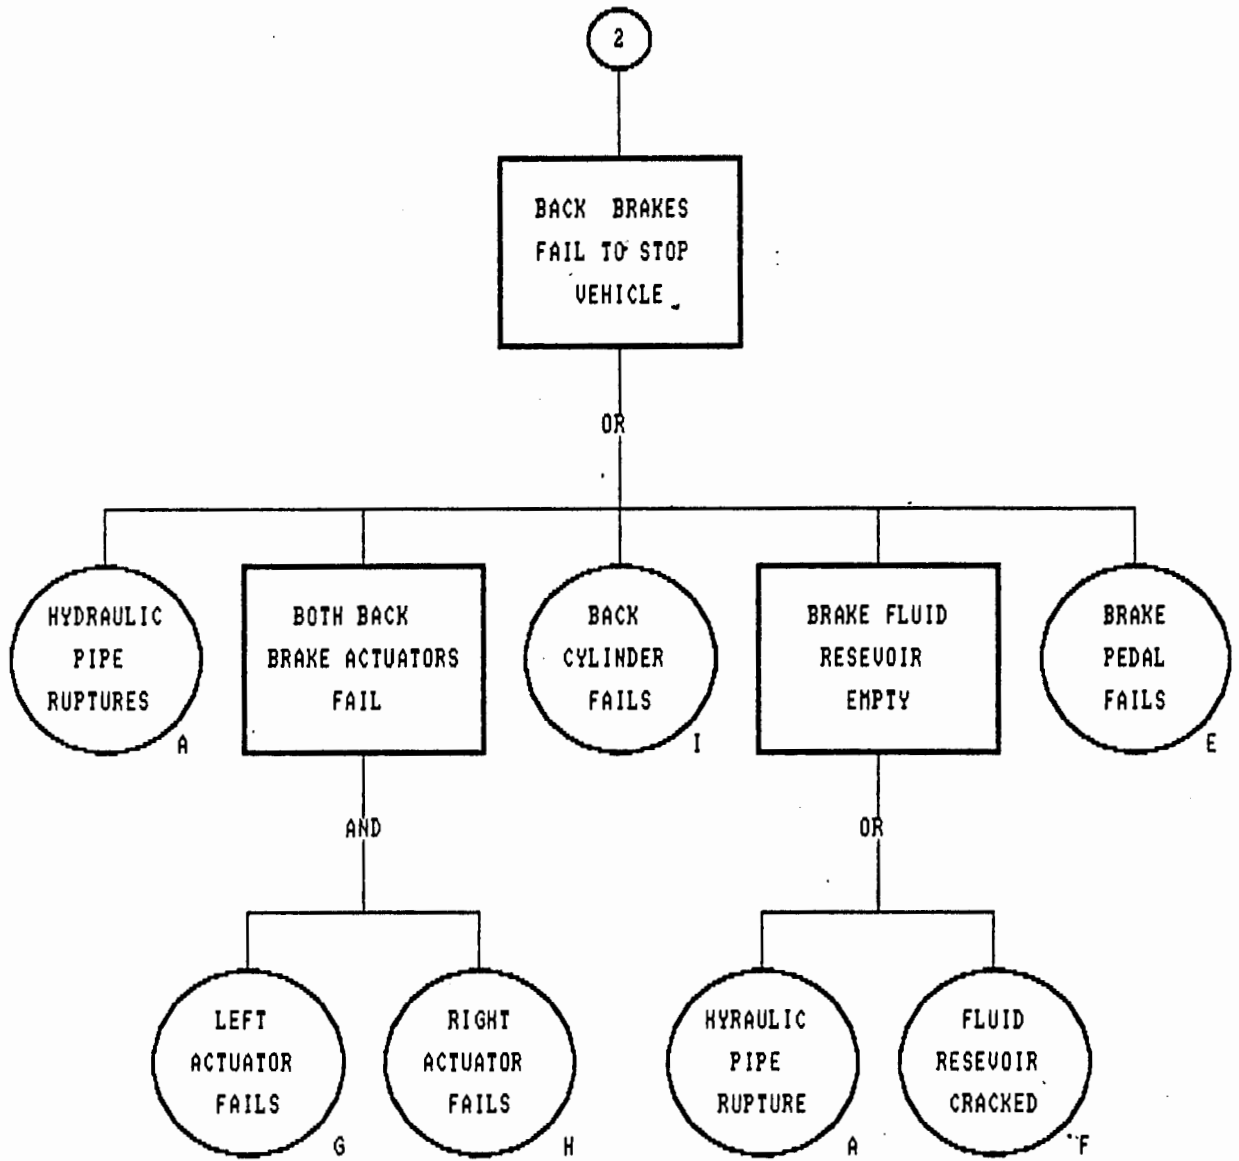 2
BACK BRAKES
FAIL TO STOP
VEHICLE
OR
HYDRAULIC
PIPE
RUPTURES
A
BOTH BACK
BRAKE ACTUATORS
FAIL
BACK
CYLINDER
FAILS
I
BRAKE FLUID
RESEVOIR
EMPTY
BRAKE
PEDAL
FAILS
E
AND
OR
LEFT
ACTUATOR
FAILS
G
RIGHT
ACTUATOR
FAILS
H
HYRAULIC
PIPE
RUPTURE
A
FLUID
RESEVOIR
CRACKED
F